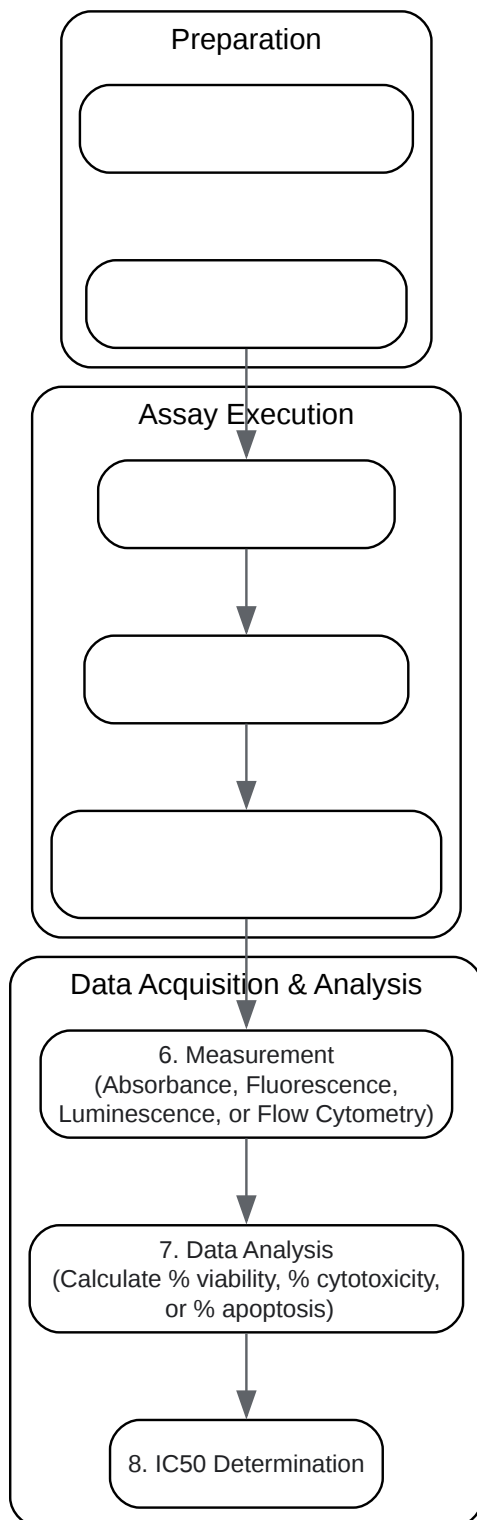 Preparation
Assay Execution
Data Acquisition & Analysis
6. Measurement
(Absorbance, Fluorescence,
Luminescence, or Flow Cytometry)
7. Data Analysis
(Calculate % viability, % cytotoxicity,
or % apoptosis)
8. IC50 Determination